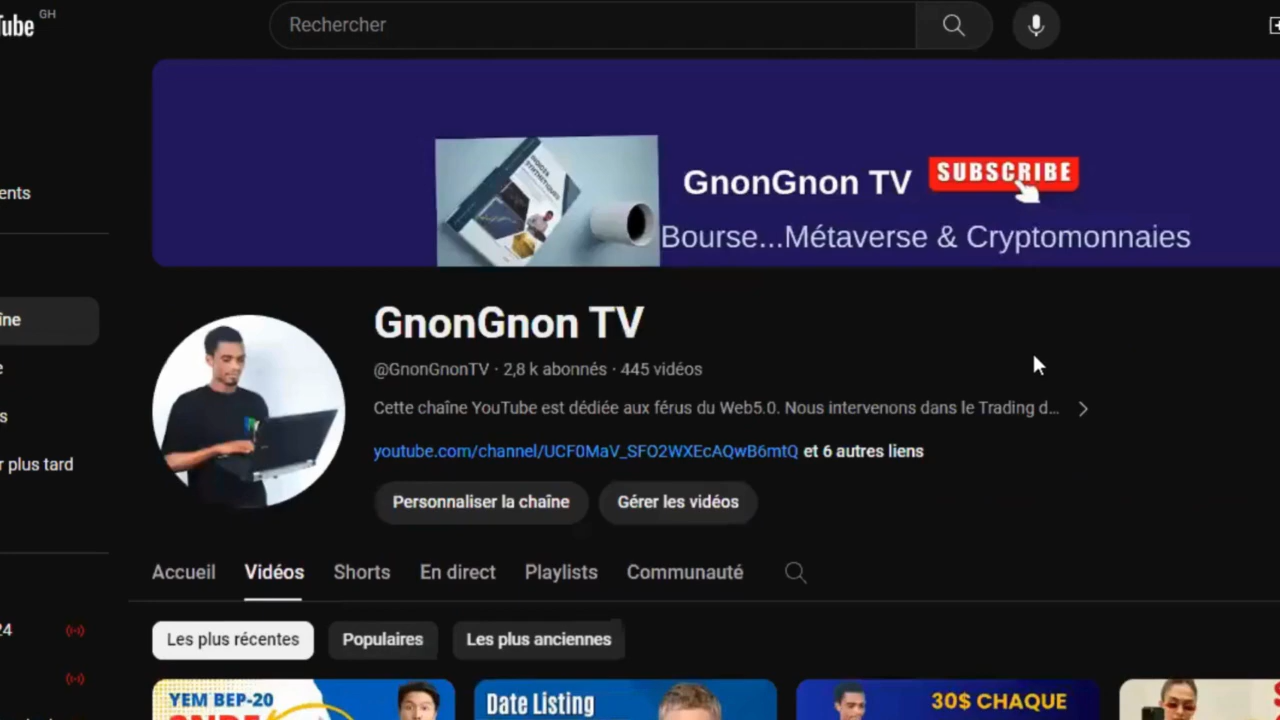 Tube GH
Rechercher
ents
GnonGnon TV
SUBSCRIBE
Bourse...Métaverse & Cryptomonnaies
îne
GnonGnon TV
e
@GnonGnonTV · 2,8 k abonnés · 445 vidéos
s
Cette chaîne YouTube est dédiée aux férus du Web5.0. Nous intervenons dans le Trading d...
r plus tard
youtube.com/channel/UCF0MaV_SFO2WXEcAQwB6mtQ et 6 autres liens
Personnaliser la chaîne
Gérer les vidéos
Accueil
Vidéos
Shorts
En direct
Playlists
Communauté
24
Les plus récentes
Populaires
Les plus anciennes
YEM BEP-20
Date Listing
30$ CHAQUE